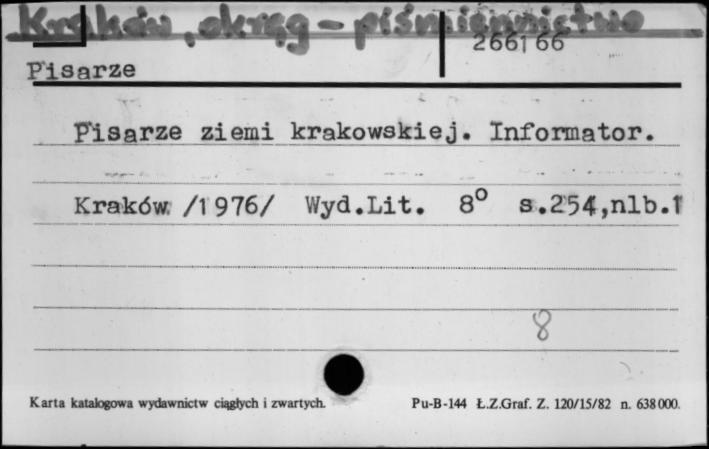 Kraków, okręg - piśmiennictwo
266166
Pisarze
Pisarze ziemi krakowskiej. Informator.
Kraków /1976/ Wyd.Lit. 8° s.254,nlb.1
8
Karta katalogowa wydawnictw ciągłych i zwartych. Pu-B-144 Ł.Z.Graf. Z. 120/15/82 n. 638000.